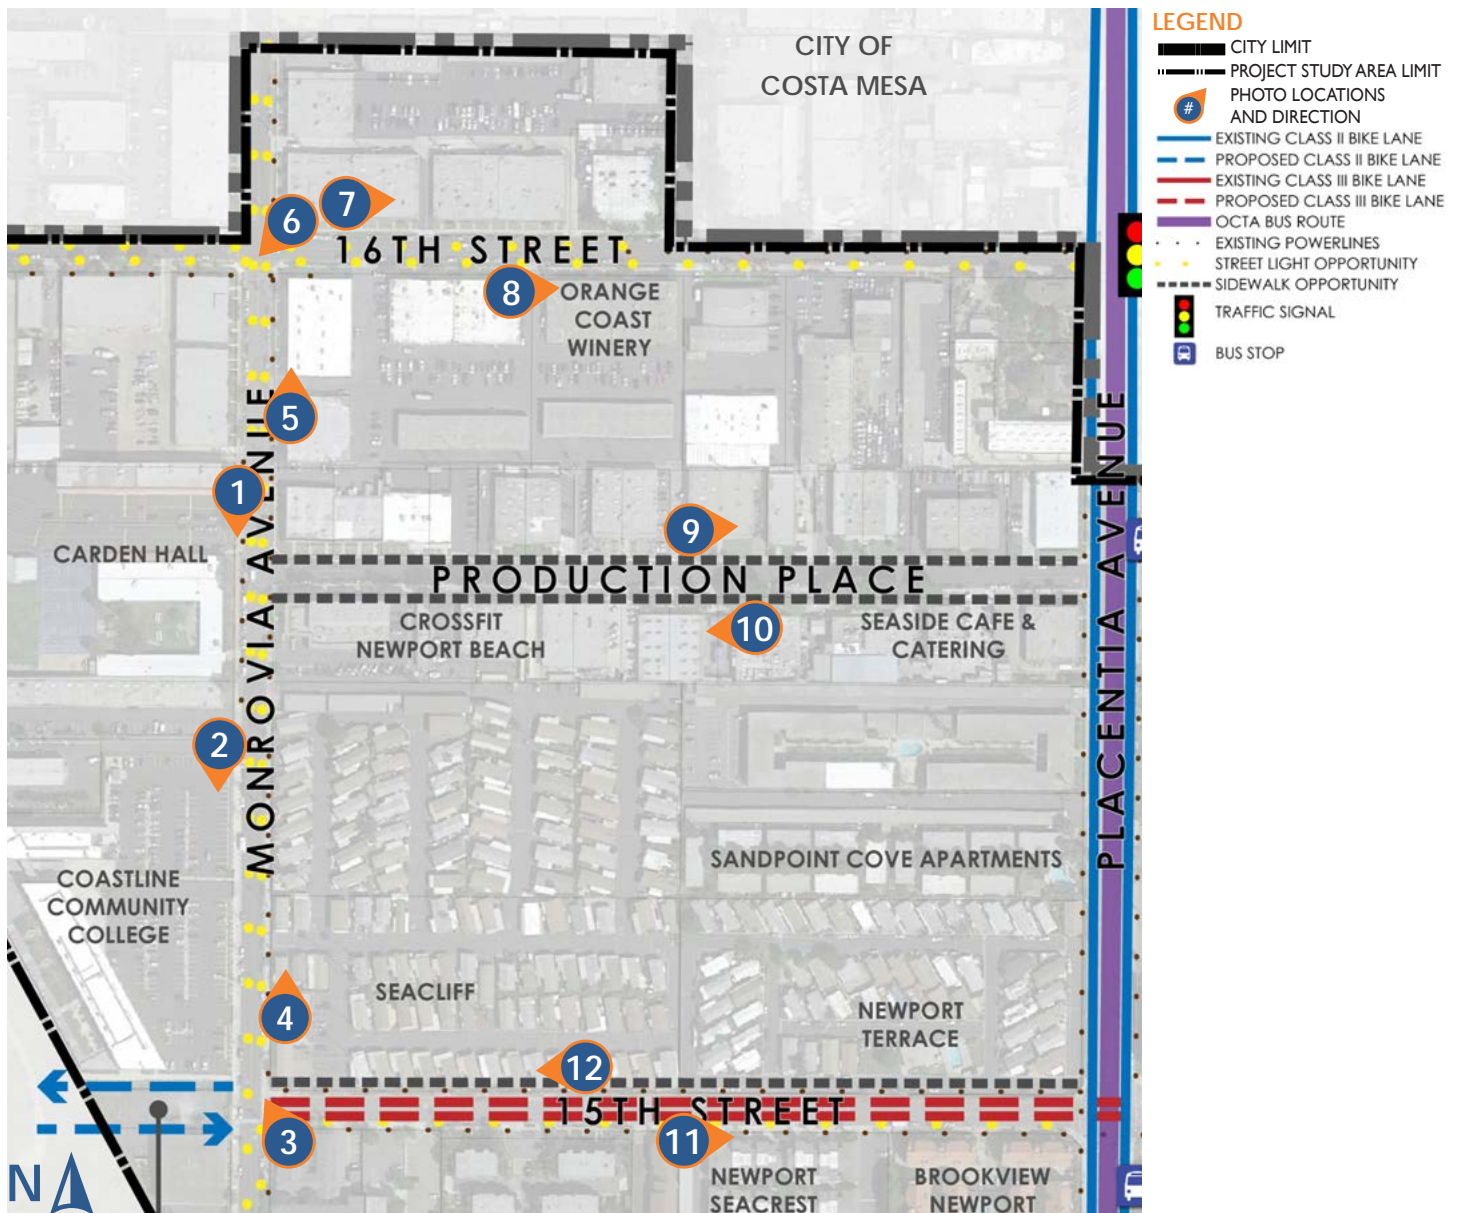 CITY OF
COSTA MESA
LEGEND
CITY LIMIT
PROJECT STUDY AREA LIMIT
#
PHOTO LOCATIONS
AND DIRECTION
EXISTING CLASS II BIKE LANE
PROPOSED CLASS II BIKE LANE
EXISTING CLASS III BIKE LANE
PROPOSED CLASS III BIKE LANE
OCTA BUS ROUTE
EXISTING POWERLINES
STREET LIGHT OPPORTUNITY
SIDEWALK OPPORTUNITY
TRAFFIC SIGNAL
BUS STOP
7
6
16TH STREET
8
ORANGE
COAST
WINERY
5
1
MONROVIA AVENUE
PLACENTIA AVENUE
9
CARDEN HALL
PRODUCTION PLACE
CROSSFIT
NEWPORT BEACH
10
SEASIDE CAFE &
CATERING
2
SANDPOINT COVE APARTMENTS
COASTLINE
COMMUNITY
COLLEGE
SEACLIFF
4
NEWPORT
TERRACE
12
15TH STREET
3
11
N
NEWPORT
SEACREST
BROOKVIEW
NEWPORT